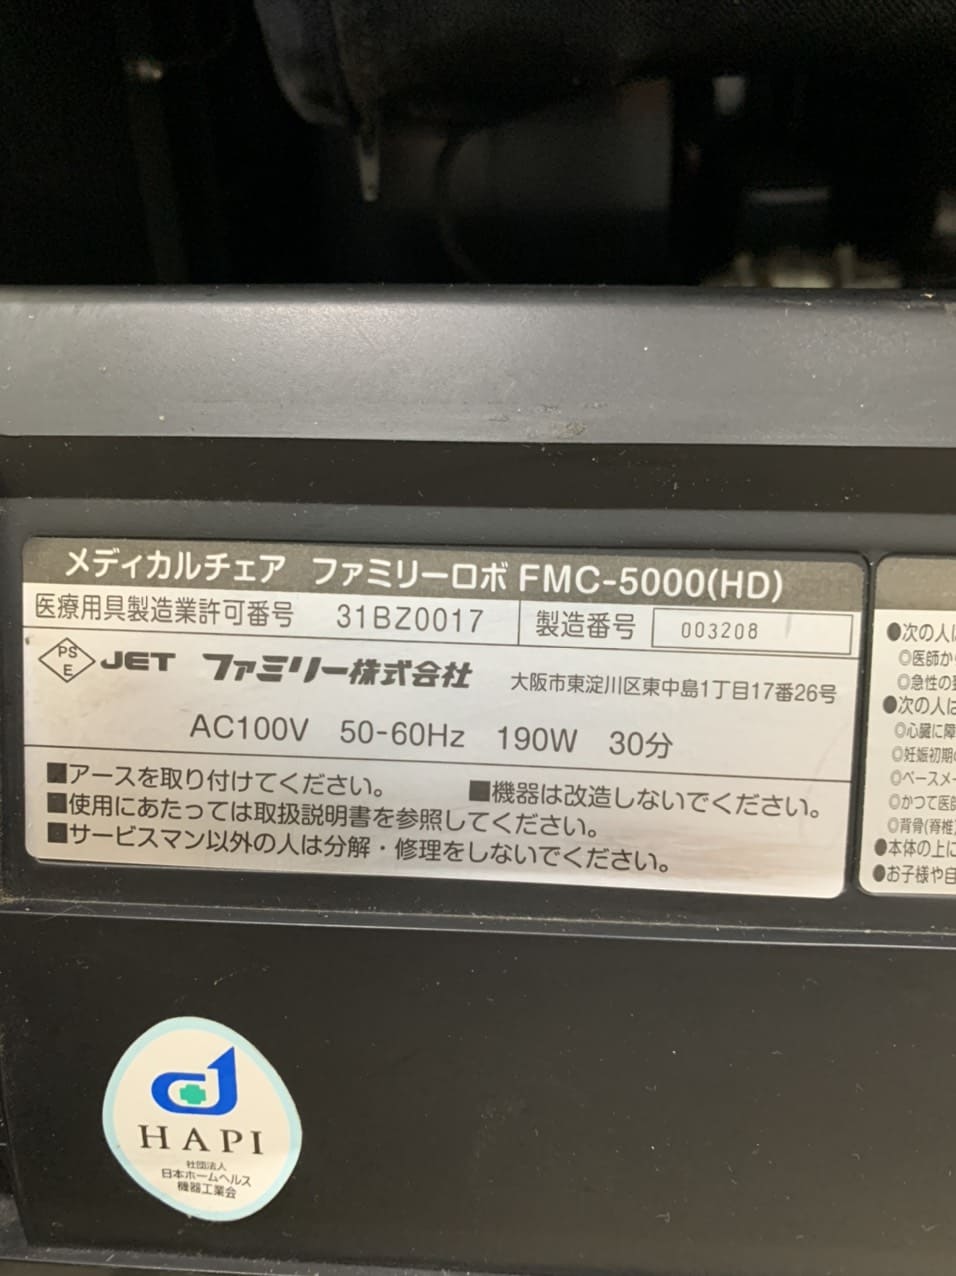 メディカルチェア ファミリーロボ FMC-5000(HD)
医療用具製造業許可番号 31BZ0017 製造番号 003208
PS E JET ファミリー株式会社 大阪市東淀川区東中島1丁目17番26号
AC100V 50-60Hz 190W 30分
■アースを取り付けてください。 ■機器は改造しないでください。
■使用にあたっては取扱説明書を参照してください。
■サービスマン以外の人は分解・修理をしないでください。
●次の人は
◎医師か
◎急性の
●次の人は
◎心臓に障
◎妊娠初期
◎ペースメー
◎かつて医師
◎背骨(脊椎)
●本体の上に
●お子様や自
HAPI
社団法人
日本ホームヘルス
機器工業会